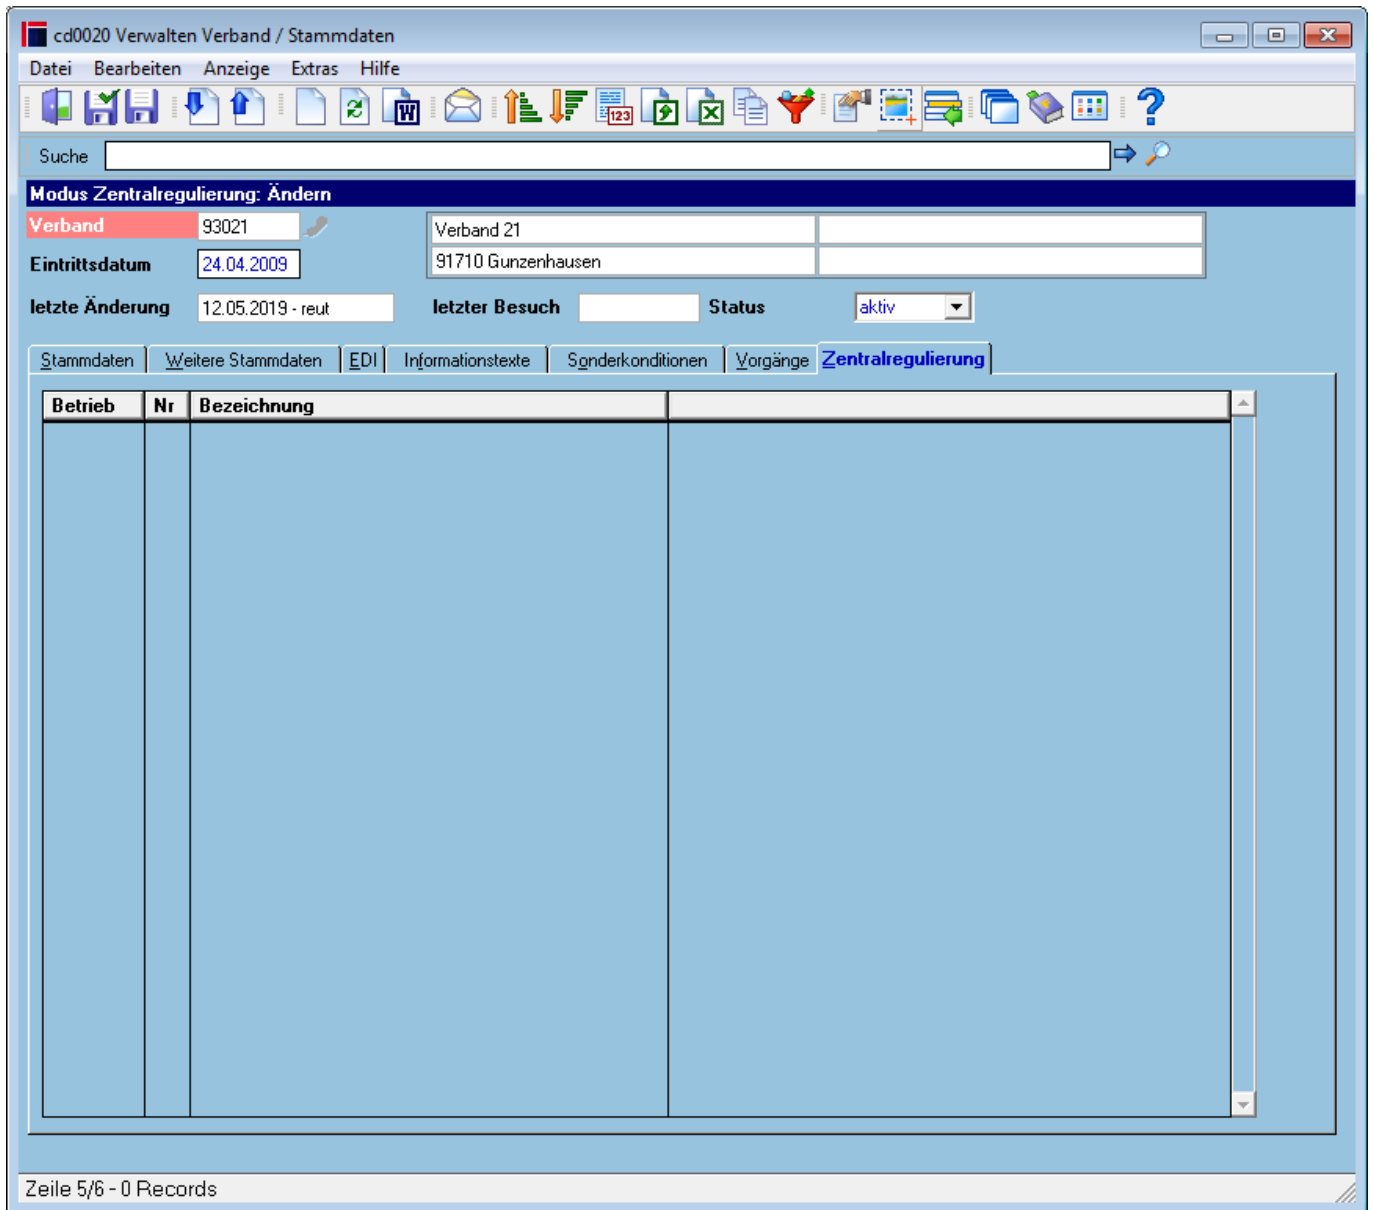 cd0020 Verwalten Verband / Stammdaten
Datei Bearbeiten Anzeige Extras Hilfe
W 123 ?
Suche
Modus Zentralregulierung: Ändern
Verband 93021 Verband 21
Eintrittsdatum 24.04.2009 91710 Gunzenhausen
letzte Änderung 12.05.2019 - reut letzter Besuch Status aktiv
Stammdaten Weitere Stammdaten EDI Informationstexte Sonderkonditionen Vorgänge Zentralregulierung
Betrieb Nr Bezeichnung
Zeile 5/6 - 0 Records